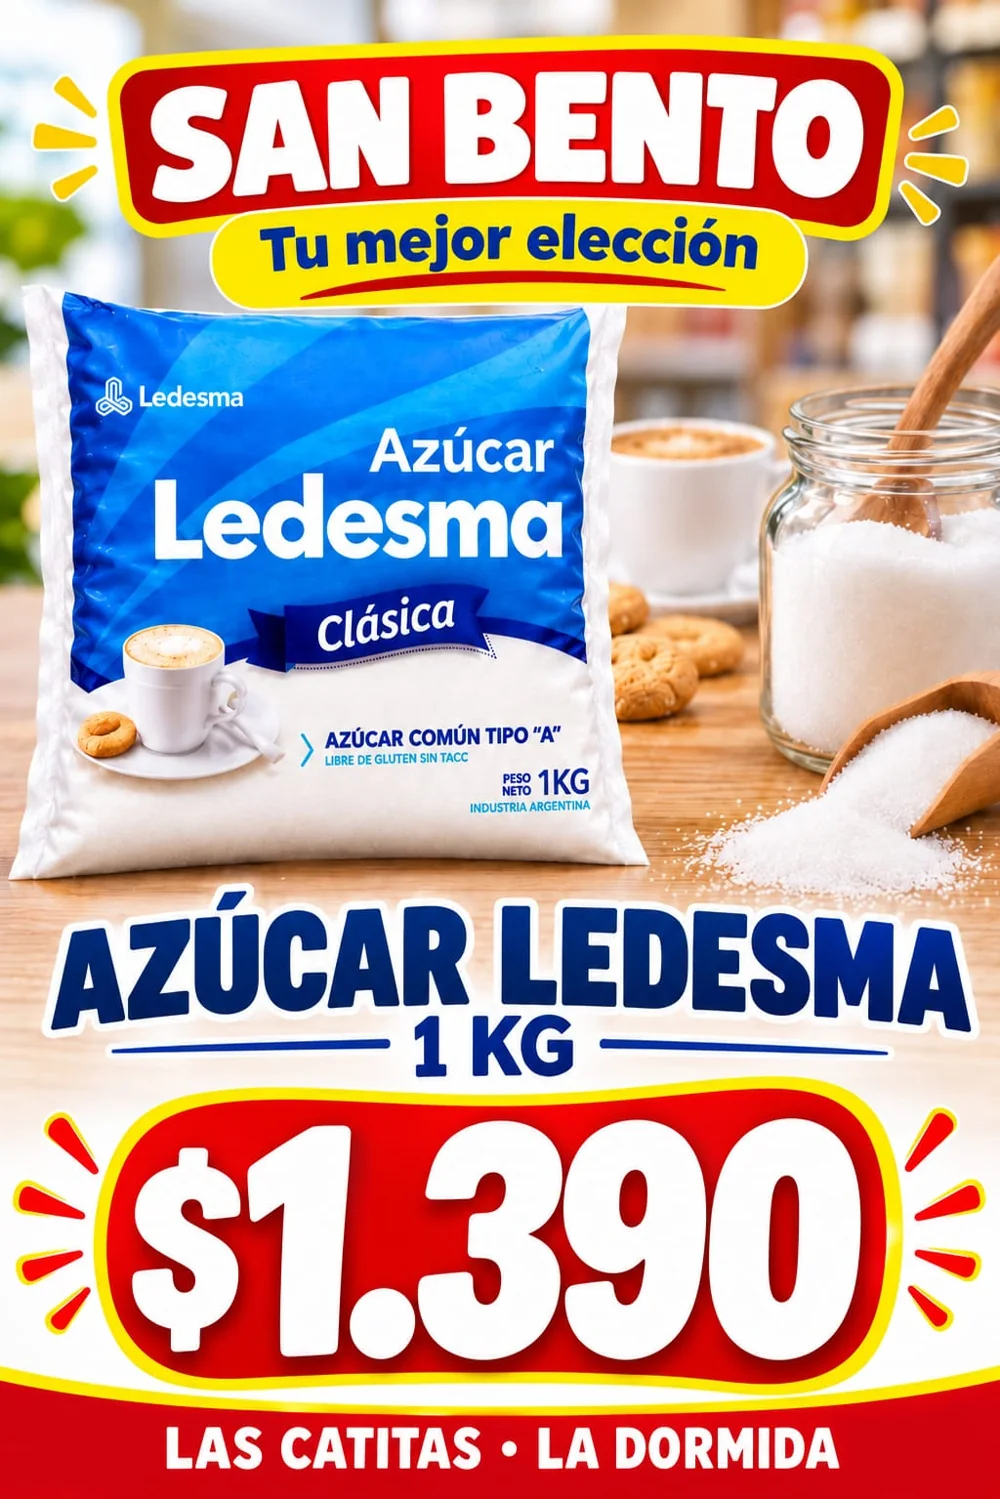 SAN BENTO
Tu mejor elección
Ledesma
Azúcar
Ledesma
Clásica
AZÚCAR COMÚN TIPO “A”
LIBRE DE GLUTEN SIN TACC
PESO NETO 1KG
INDUSTRIA ARGENTINA
AZÚCAR LEDESMA
1 KG
$1.390
LAS CATITAS • LA DORMIDA